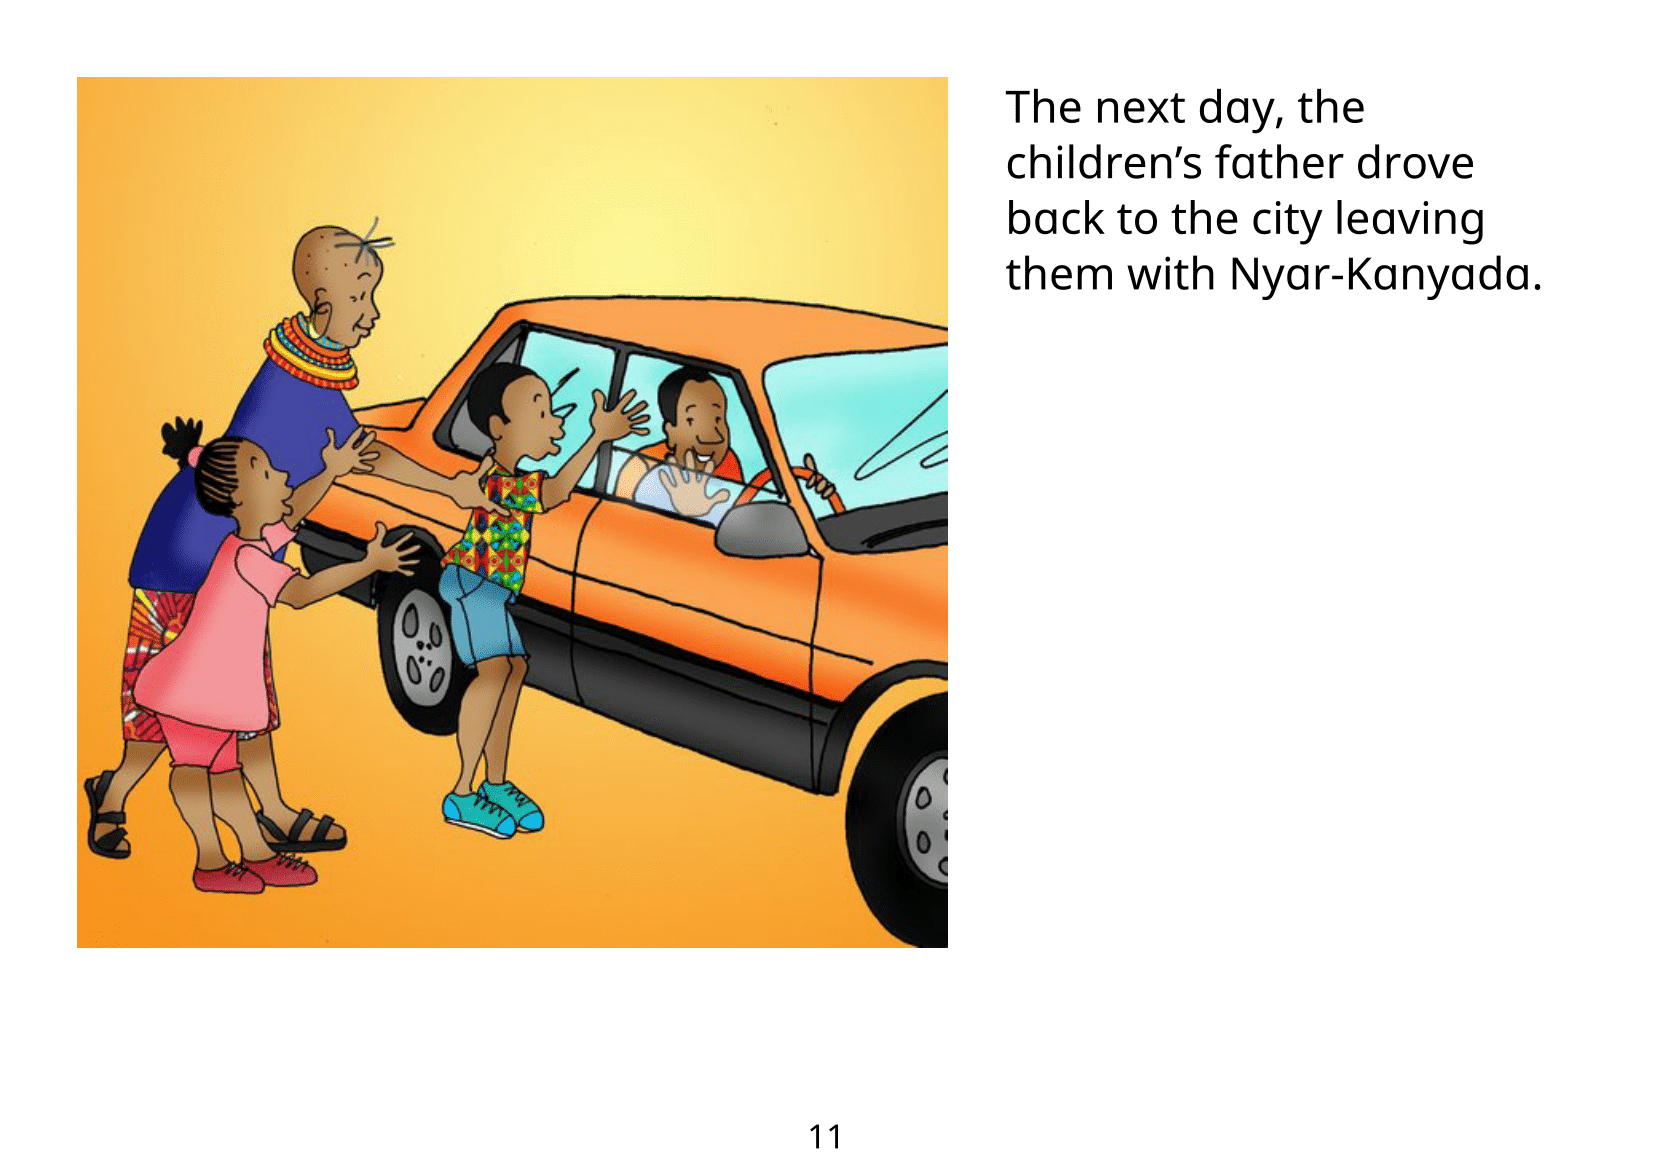 The next day, the
children’s father drove
back to the city leaving
them with Nyar-Kanyada.
11